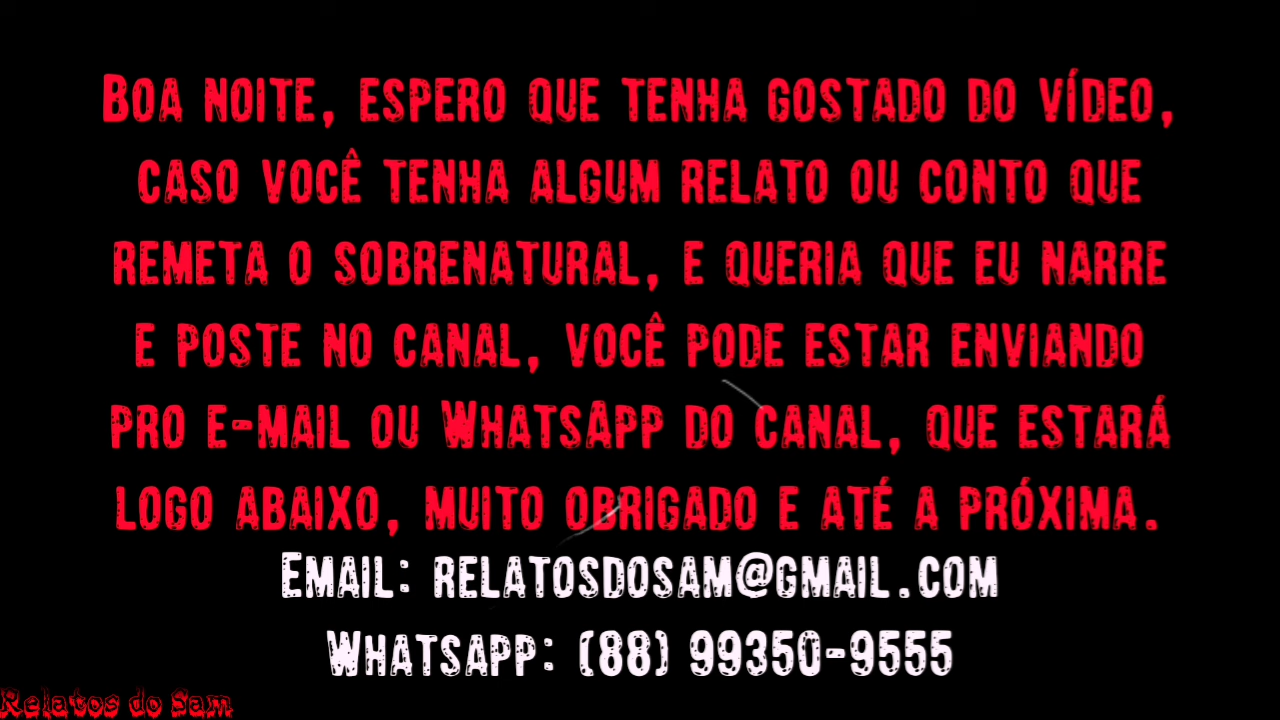 Boa noite, espero que tenha gostado do vídeo,
caso você tenha algum relato ou conto que
remeta o sobrenatural, e queria que eu narre
e poste no canal, você pode estar enviando
pro e-mail ou WhatsApp do canal, que estará
logo abaixo, muito obrigado e até a próxima.
Email: relatosdosam@gmail.com
Whatsapp: (88) 99350-9555
Relatos do Sam